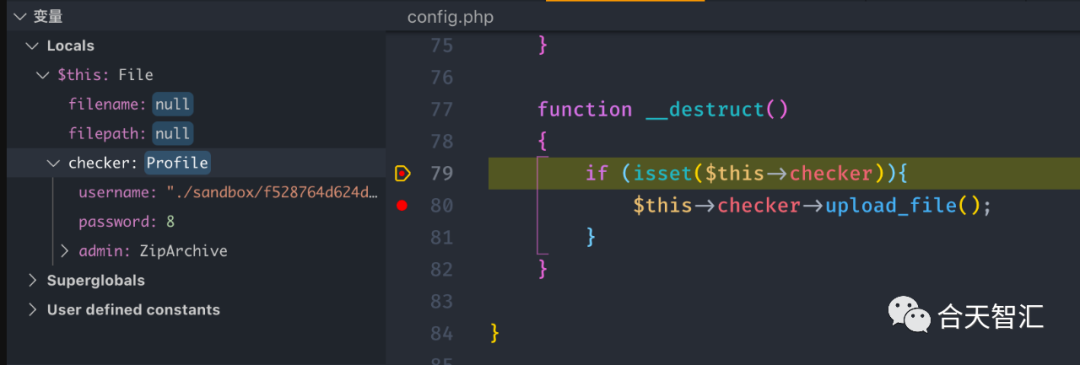 变量
Locals
$this: File
filename: null
filepath: null
checker: Profile
username: "./sandbox/f528764d624d…
password: 8
admin: ZipArchive
Superglobals
User defined constants
config.php
75 }
76
77 function __destruct()
78 {
79 if (isset($this->checker)){
80 $this->checker->upload_file();
81 }
82 }
83
84 }
85
合天智汇